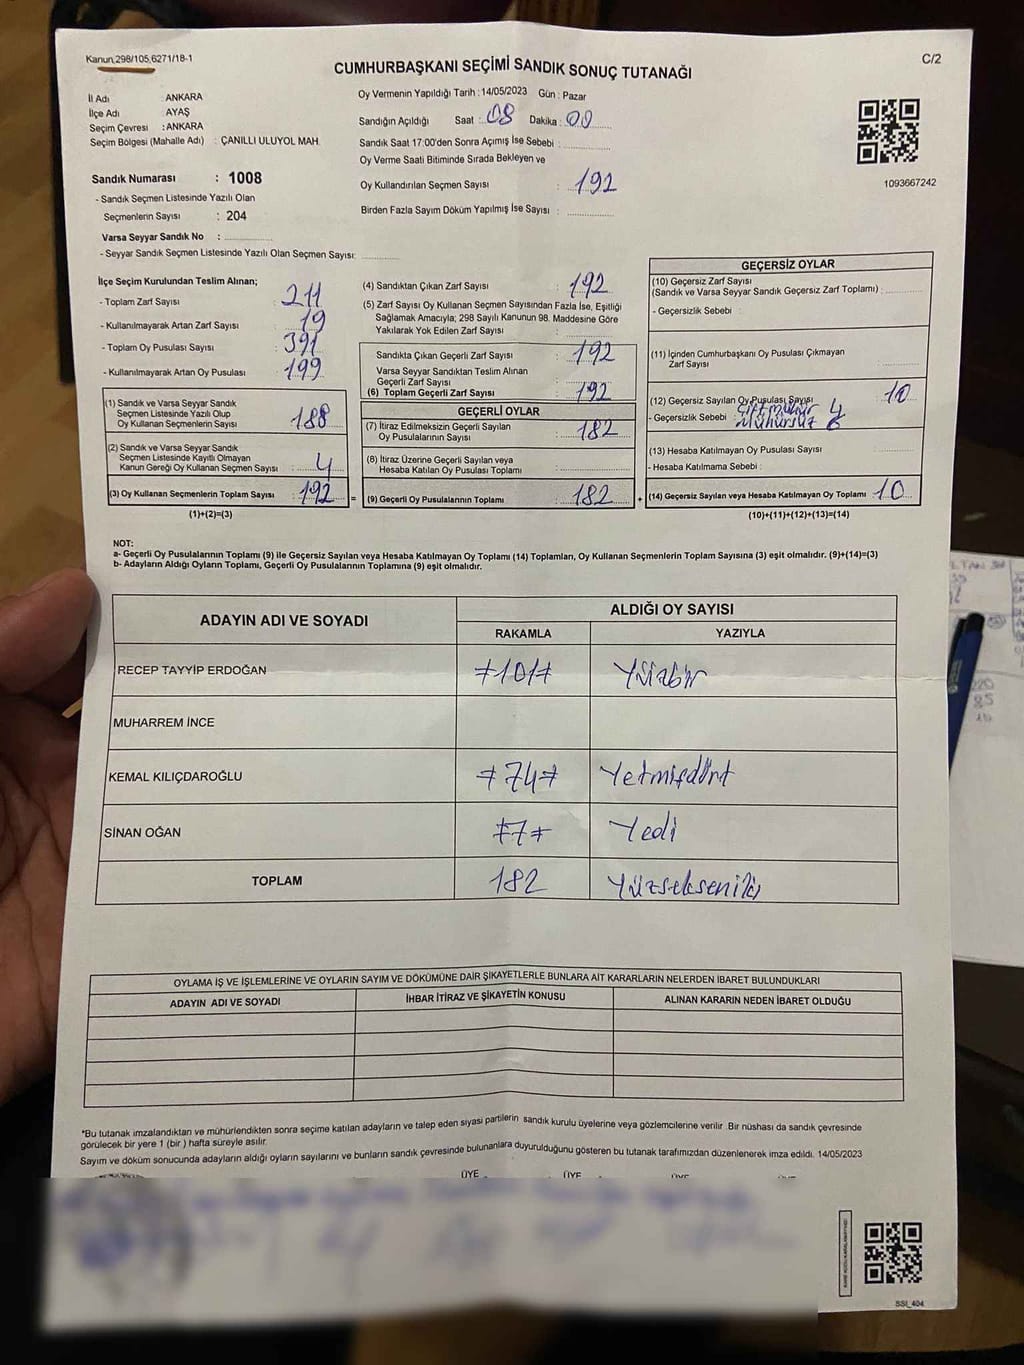 Kanun,298/105,6271/18-1
C/2
CUMHURBAŞKANI SEÇİMİ SANDIK SONUÇ TUTANAĞI
İl Adı : ANKARA
İlçe Adı : AYAŞ
Seçim Çevresi : ANKARA
Seçim Bölgesi (Mahalle Adı) : ÇANILLI ULUYOL MAH.
Sandık Numarası : 1008
- Sandık Seçmen Listesinde Yazılı Olan
Seçmenlerin Sayısı : 204
Varsa Seyyar Sandık No :
- Seyyar Sandık Seçmen Listesinde Yazılı Olan Seçmen Sayısı:
Oy Vermenin Yapıldığı Tarih : 14/05/2023 Gün : Pazar
Sandığın Açıldığı Saat : 08 Dakika : 00
Sandık Saat 17:00'den Sonra Açımış İse Sebebi :
Oy Verme Saati Bitiminde Sırada Bekleyen ve
Oy Kullandırılan Seçmen Sayısı : 192
Birden Fazla Sayım Döküm Yapılmış İse Sayısı :
1093667242
İlçe Seçim Kurulundan Teslim Alınan;
- Toplam Zarf Sayısı : 211
- Kullanılmayarak Artan Zarf Sayısı : 19
- Toplam Oy Pusulası Sayısı : 391
- Kullanılmayarak Artan Oy Pusulası : 199
(1) Sandık ve Varsa Seyyar Sandık
Seçmen Listesinde Yazılı Olup
Oy Kullanan Seçmenlerin Sayısı : 188
(2) Sandık ve Varsa Seyyar Sandık
Seçmen Listesinde Kayıtlı Olmayan
Kanun Gereği Oy Kullanan Seçmen Sayısı : 4
(3) Oy Kullanan Seçmenlerin Toplam Sayısı : 192
(1)+(2)=(3)
(4) Sandıktan Çıkan Zarf Sayısı : 192
(5) Zarf Sayısı Oy Kullanan Seçmen Sayısından Fazla İse, Eşitliği
Sağlamak Amacıyla; 298 Sayılı Kanunun 98. Maddesine Göre
Yakılarak Yok Edilen Zarf Sayısı :
Sandıkta Çıkan Geçerli Zarf Sayısı : 192
Varsa Seyyar Sandıktan Teslim Alınan
Geçerli Zarf Sayısı :
(6) Toplam Geçerli Zarf Sayısı : 192
GEÇERLİ OYLAR
(7) İtiraz Edilmeksizin Geçerli Sayılan
Oy Pusulalarının Sayısı : 182
(8) İtiraz Üzerine Geçerli Sayılan veya
Hesaba Katılan Oy Pusulası Toplamı :
= (9) Geçerli Oy Pusulalarının Toplamı : 182
GEÇERSİZ OYLAR
(10) Geçersiz Zarf Sayısı
(Sandık ve Varsa Seyyar Sandık Geçersiz Zarf Toplamı) :
- Geçersizlik Sebebi :
(11) İçinden Cumhurbaşkanı Oy Pusulası Çıkmayan
Zarf Sayısı :
(12) Geçersiz Sayılan Oy Pusulası Sayısı : 10
Çift mühür 4
- Geçersizlik Sebebi : Mühürsüz 6
(13) Hesaba Katılmayan Oy Pusulası Sayısı :
- Hesaba Katılmama Sebebi :
+ (14) Geçersiz Sayılan veya Hesaba Katılmayan Oy Toplamı : 10
(10)+(11)+(12)+(13)=(14)
NOT:
a- Geçerli Oy Pusulalarının Toplamı (9) ile Geçersiz Sayılan veya Hesaba Katılmayan Oy Toplamı (14) Toplamları, Oy Kullanan Seçmenlerin Toplam Sayısına (3) eşit olmalıdır. (9)+(14)=(3)
b- Adayların Aldığı Oyların Toplamı, Geçerli Oy Pusulalarının Toplamına (9) eşit olmalıdır.
ADAYIN ADI VE SOYADI ALDIĞI OY SAYISI
RAKAMLA YAZIYLA
RECEP TAYYİP ERDOĞAN ≠101≠ Yüzbir
MUHARREM İNCE
KEMAL KILIÇDAROĞLU ≠74≠ Yetmişdört
SİNAN OĞAN ≠7≠ Yedi
TOPLAM 182 Yüzsekseniki
OYLAMA İŞ VE İŞLEMLERİNE VE OYLARIN SAYIM VE DÖKÜMÜNE DAİR ŞİKAYETLERLE BUNLARA AİT KARARLARIN NELERDEN İBARET BULUNDUKLARI
ADAYIN ADI VE SOYADI İHBAR İTİRAZ VE ŞİKAYETİN KONUSU ALINAN KARARIN NEDEN İBARET OLDUĞU
*Bu tutanak imzalandıktan ve mühürlendikten sonra seçime katılan adayların ve talep eden siyasi partilerin sandık kurulu üyelerine veya gözlemcilerine verilir. Bir nüshası da sandık çevresinde
görülecek bir yere 1 (bir ) hafta süreyle asılır.
Sayım ve döküm sonucunda adayların aldığı oyların sayılarını ve bunların sandık çevresinde bulunanlara duyurulduğunu gösteren bu tutanak tarafımızdan düzenlenerek imza edildi. 14/05/2023
ÜYE ÜYE ÜYE
SSI_404